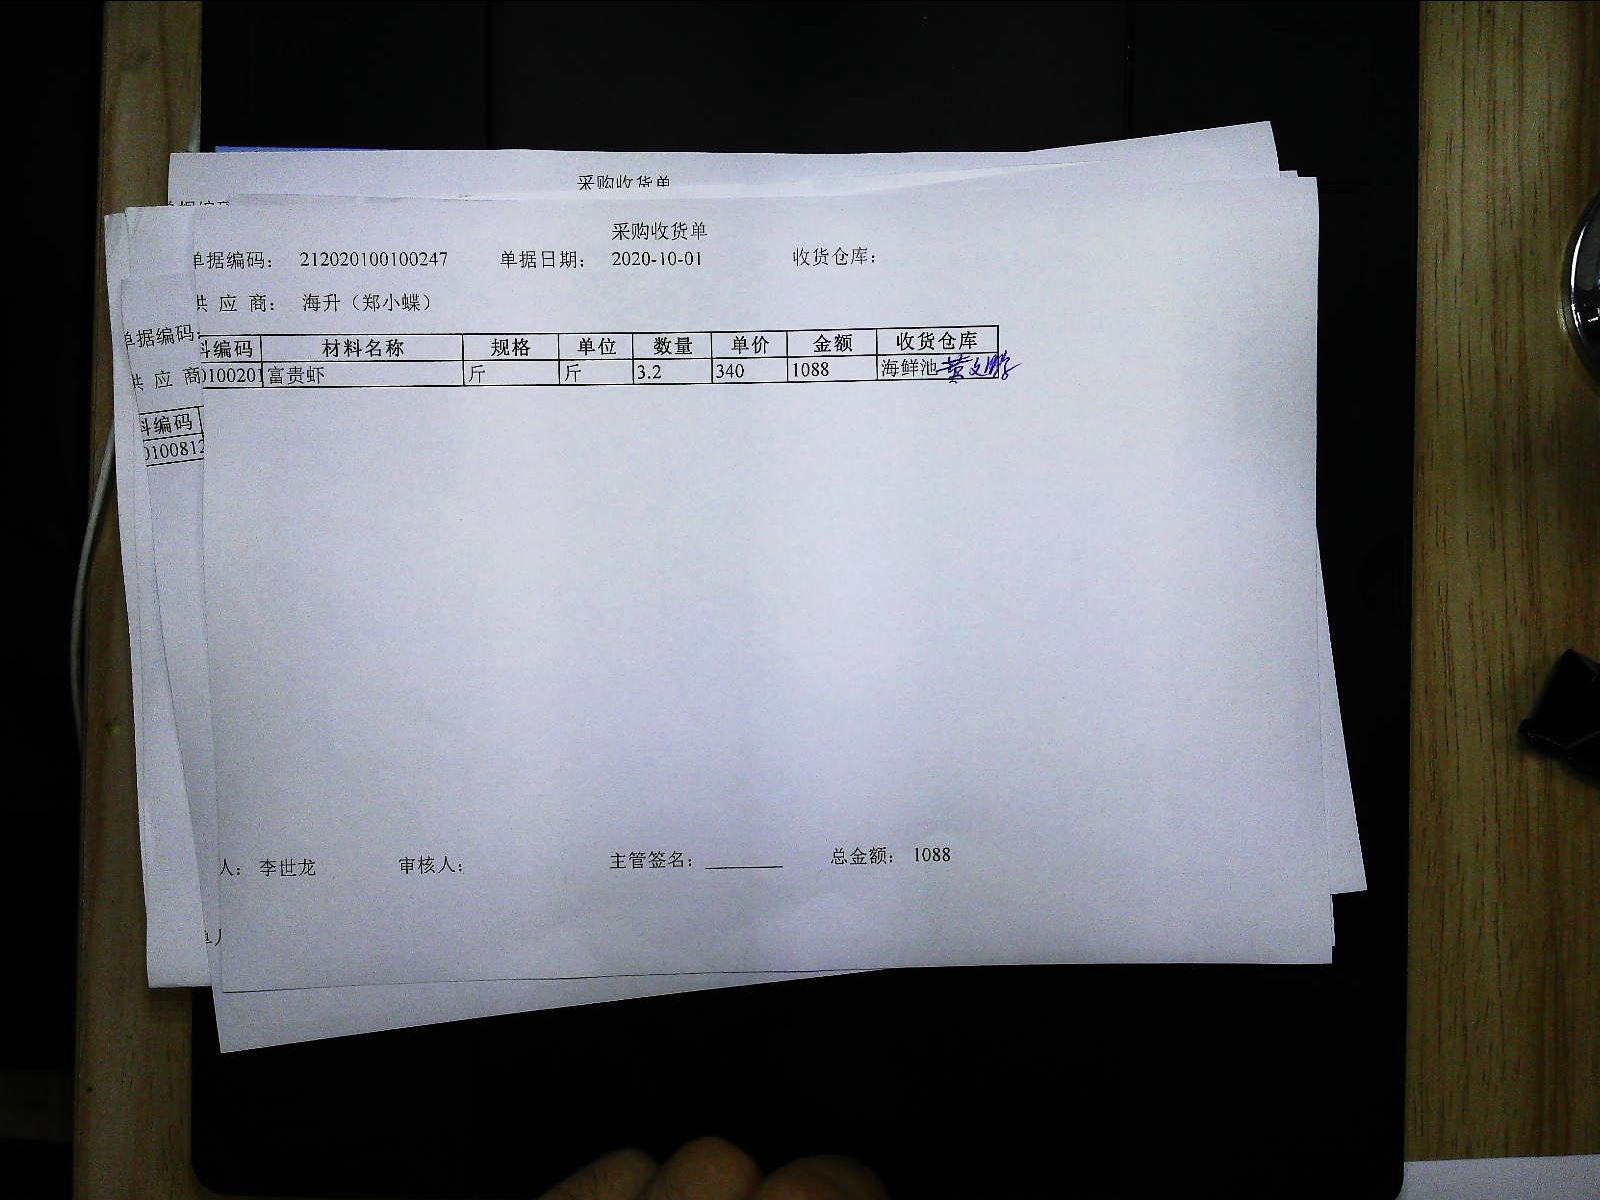 采购收货单
单据编码： 212020100100247 单据日期： 2020-10-01 收货仓库：
供 应 商： 海升（郑小蝶）
料编码 材料名称 规格 单位 数量 单价 金额 收货仓库
0100201 富贵虾 斤 斤 3.2 340 1088 海鲜池
人： 李世龙 审核人： 主管签名： 总金额： 1088
采购收货单
单据编码：
供 应 商
料编码
0100812